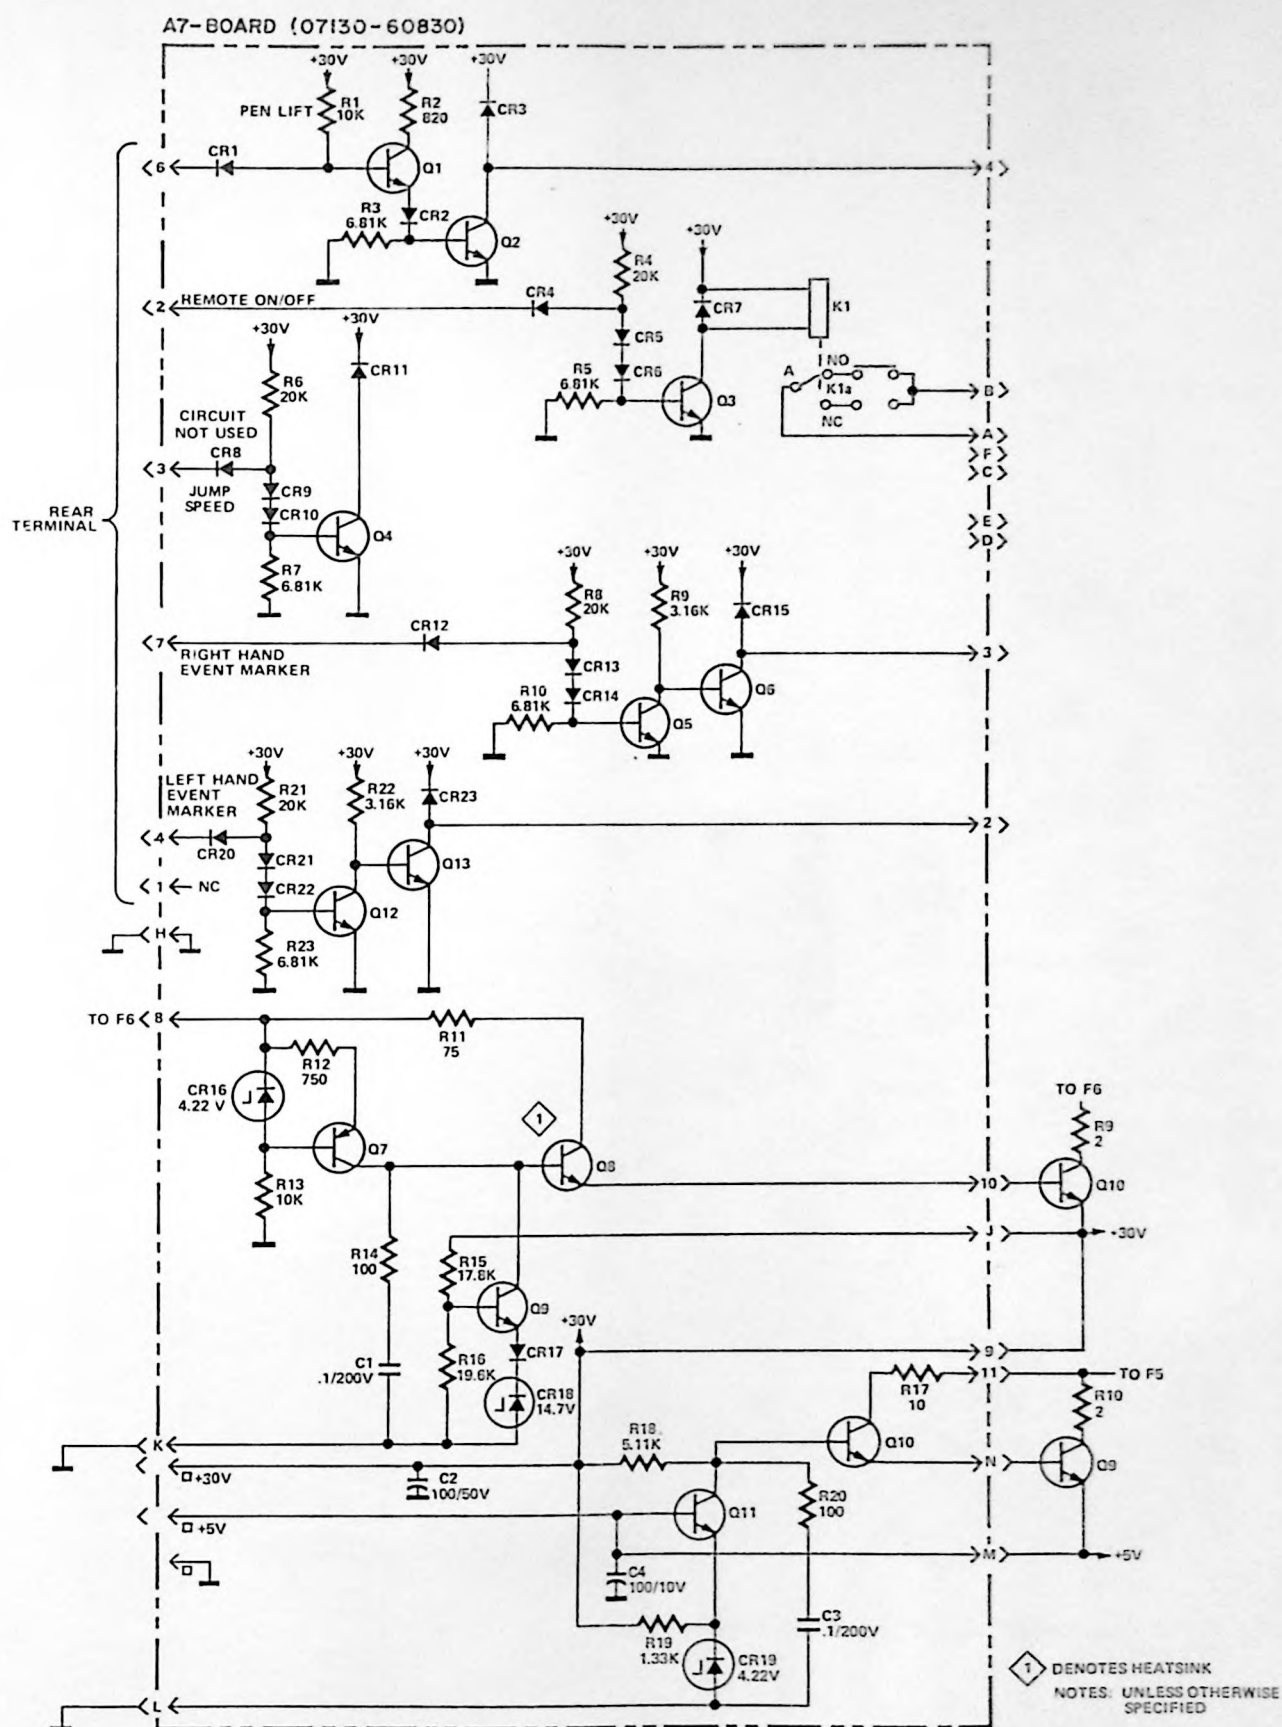 A7-BOARD (07130-60830)
+30V +30V +30V
PEN LIFT
R1
10K
R2
820
CR3
CR1
6
Q1
4
R3
6.81K
CR2
Q2
+30V
+30V
R4
20K
2
REMOTE ON/OFF
CR4
CR7
K1
+30V
+30V
CR5
R6
20K
CR11
R5
6.81K
CR6
Q3
A
NO
K1a
NC
B
A
F
C
CIRCUIT
NOT USED
CR8
3
JUMP
SPEED
CR9
CR10
Q4
E
D
REAR
TERMINAL
R7
6.81K
+30V +30V +30V
R8
20K
R9
3.16K
CR15
7
RIGHT HAND
EVENT MARKER
CR12
3
CR13
CR14
R10
6.81K
Q5
Q6
+30V +30V +30V
LEFT HAND
EVENT
MARKER
R21
20K
R22
3.16K
CR23
4
CR20
2
CR21
CR22
Q13
1
NC
Q12
H
R23
6.81K
TO F6
8
R11
75
R12
750
CR16
4.22 V
Q7
1
Q8
TO F6
R9
2
R13
10K
10
Q10
J
+30V
R14
100
R15
17.8K
Q9
+30V
CR17
9
C1
.1/200V
R16
19.6K
CR18
14.7V
R17
10
11
TO F5
R10
2
K
R18
5.11K
Q10
N
Q9
+30V
C2
100/50V
Q11
R20
100
+5V
M
+5V
C4
100/10V
R19
1.33K
C3
.1/200V
CR19
4.22V
L
1 DENOTES HEATSINK
NOTES: UNLESS OTHERWISE
SPECIFIED